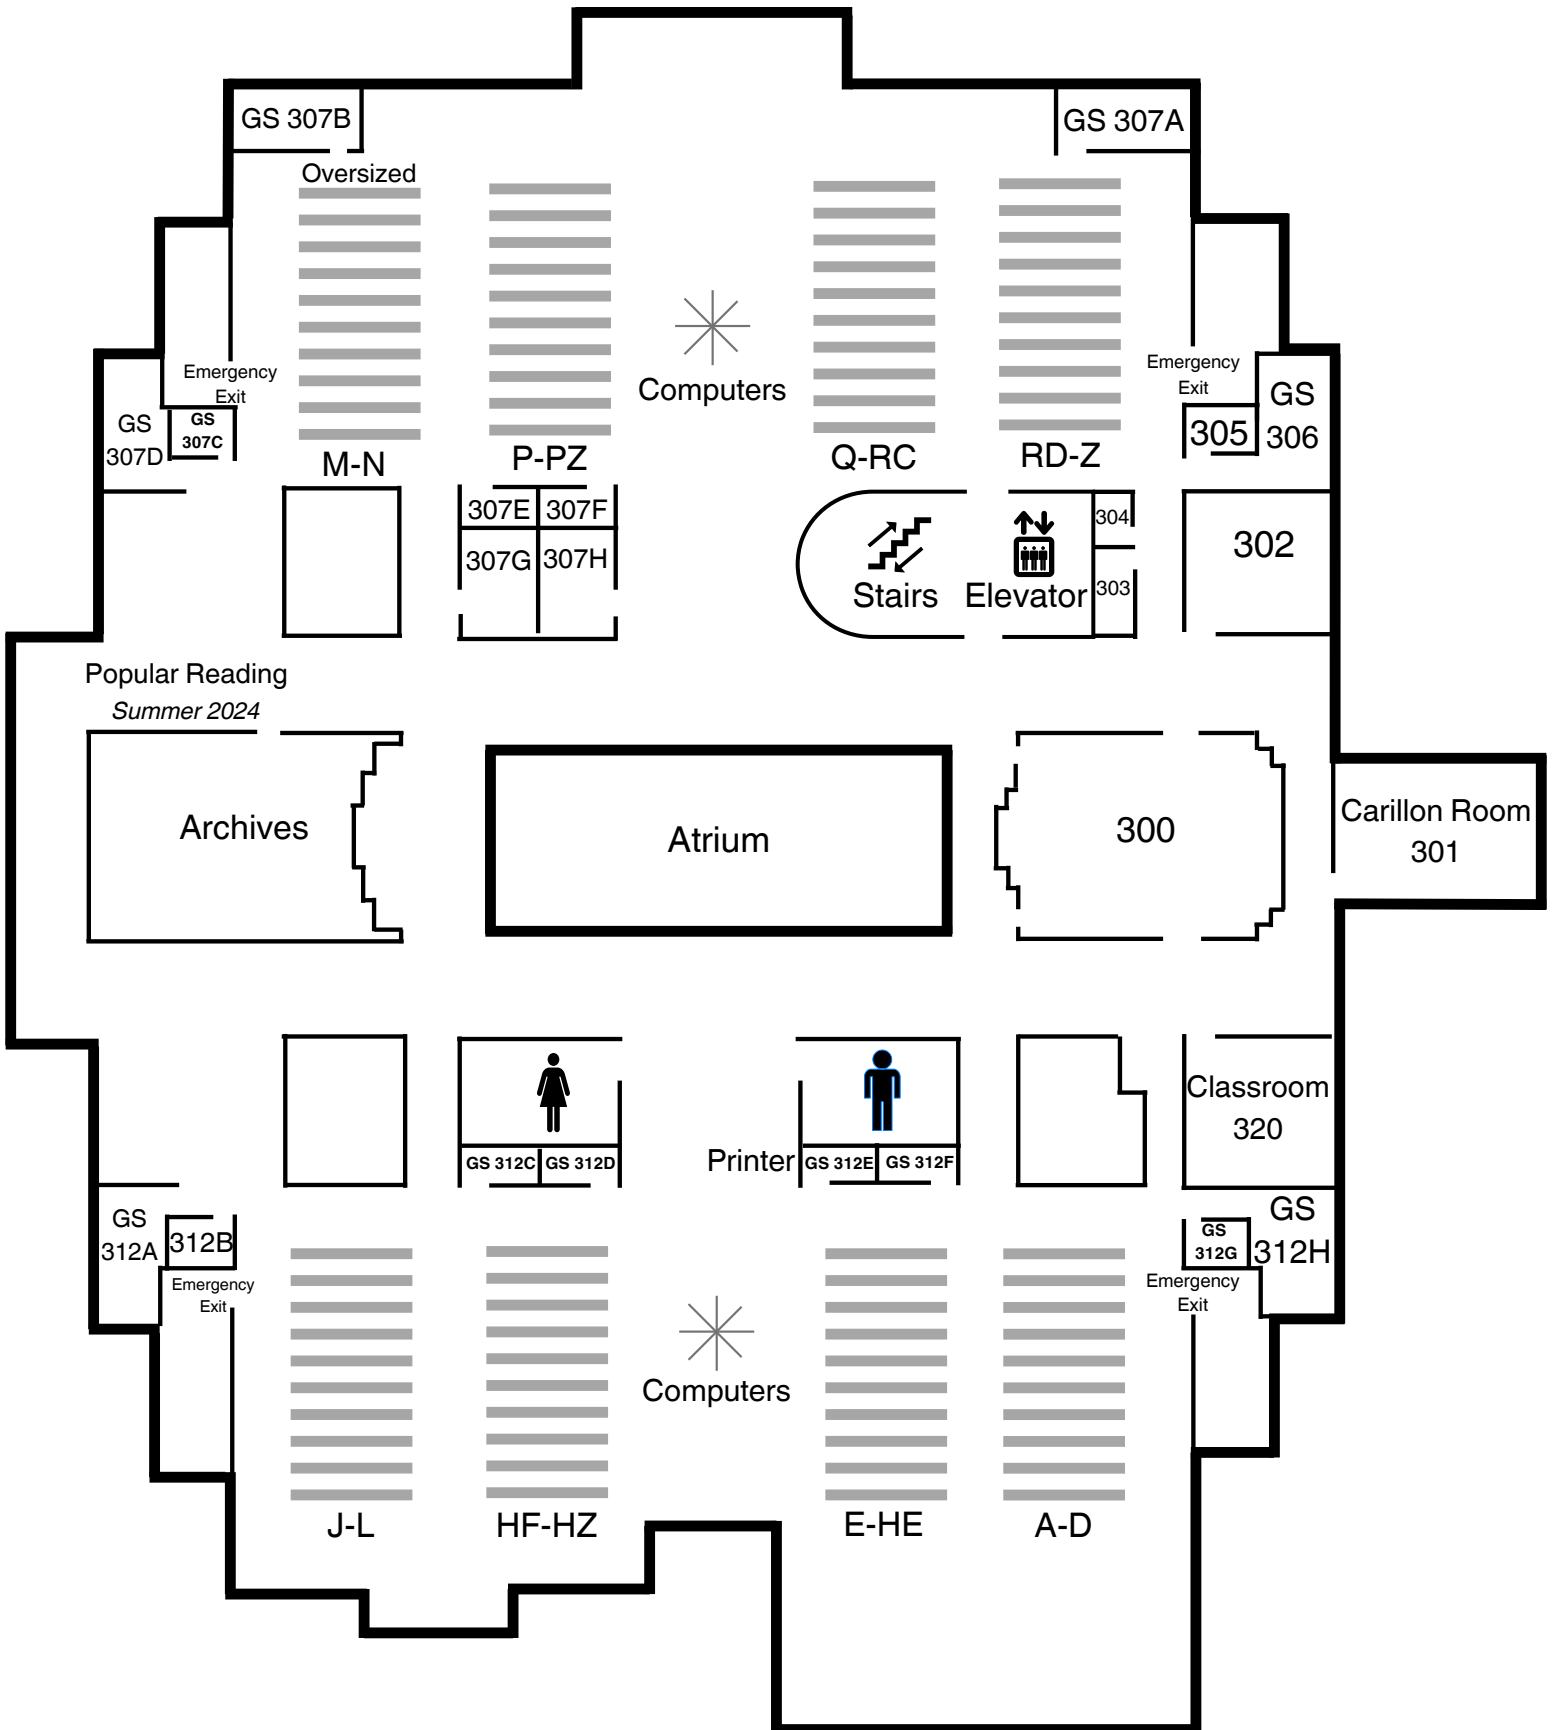 GS 307B
GS 307A
Oversized
Emergency
Exit
Emergency
Exit
GS
307D
GS
307C
Computers
305
GS
306
M-N
P-PZ
Q-RC
RD-Z
307E
307F
307G
307H
Stairs
Elevator
304
303
302
Popular Reading
Summer 2024
Archives
Atrium
300
Carillon Room
301
Classroom
320
GS 312C
GS 312D
Printer
GS 312E
GS 312F
GS
312A
312B
Emergency
Exit
GS
312G
GS
312H
Emergency
Exit
Computers
J-L
HF-HZ
E-HE
A-D